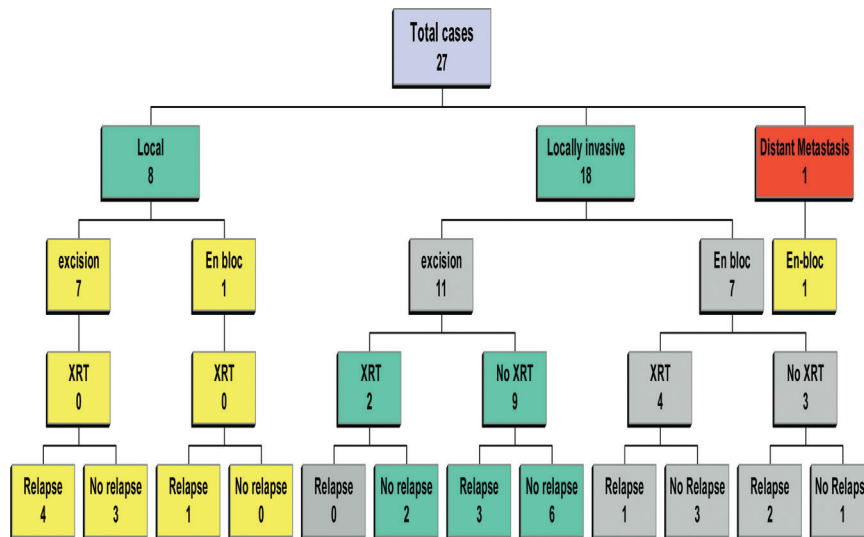 Total cases
27
Local
8
Locally invasive
18
Distant Metastasis
1
excision
7
En bloc
1
excision
11
En bloc
7
En-bloc
1
XRT
0
XRT
0
XRT
2
No XRT
9
XRT
4
No XRT
3
Relapse
4
No relapse
3
Relapse
1
No relapse
0
Relapse
0
No relapse
2
Relapse
3
No relapse
6
Relapse
1
No Relapse
3
Relapse
2
No Relaps
1